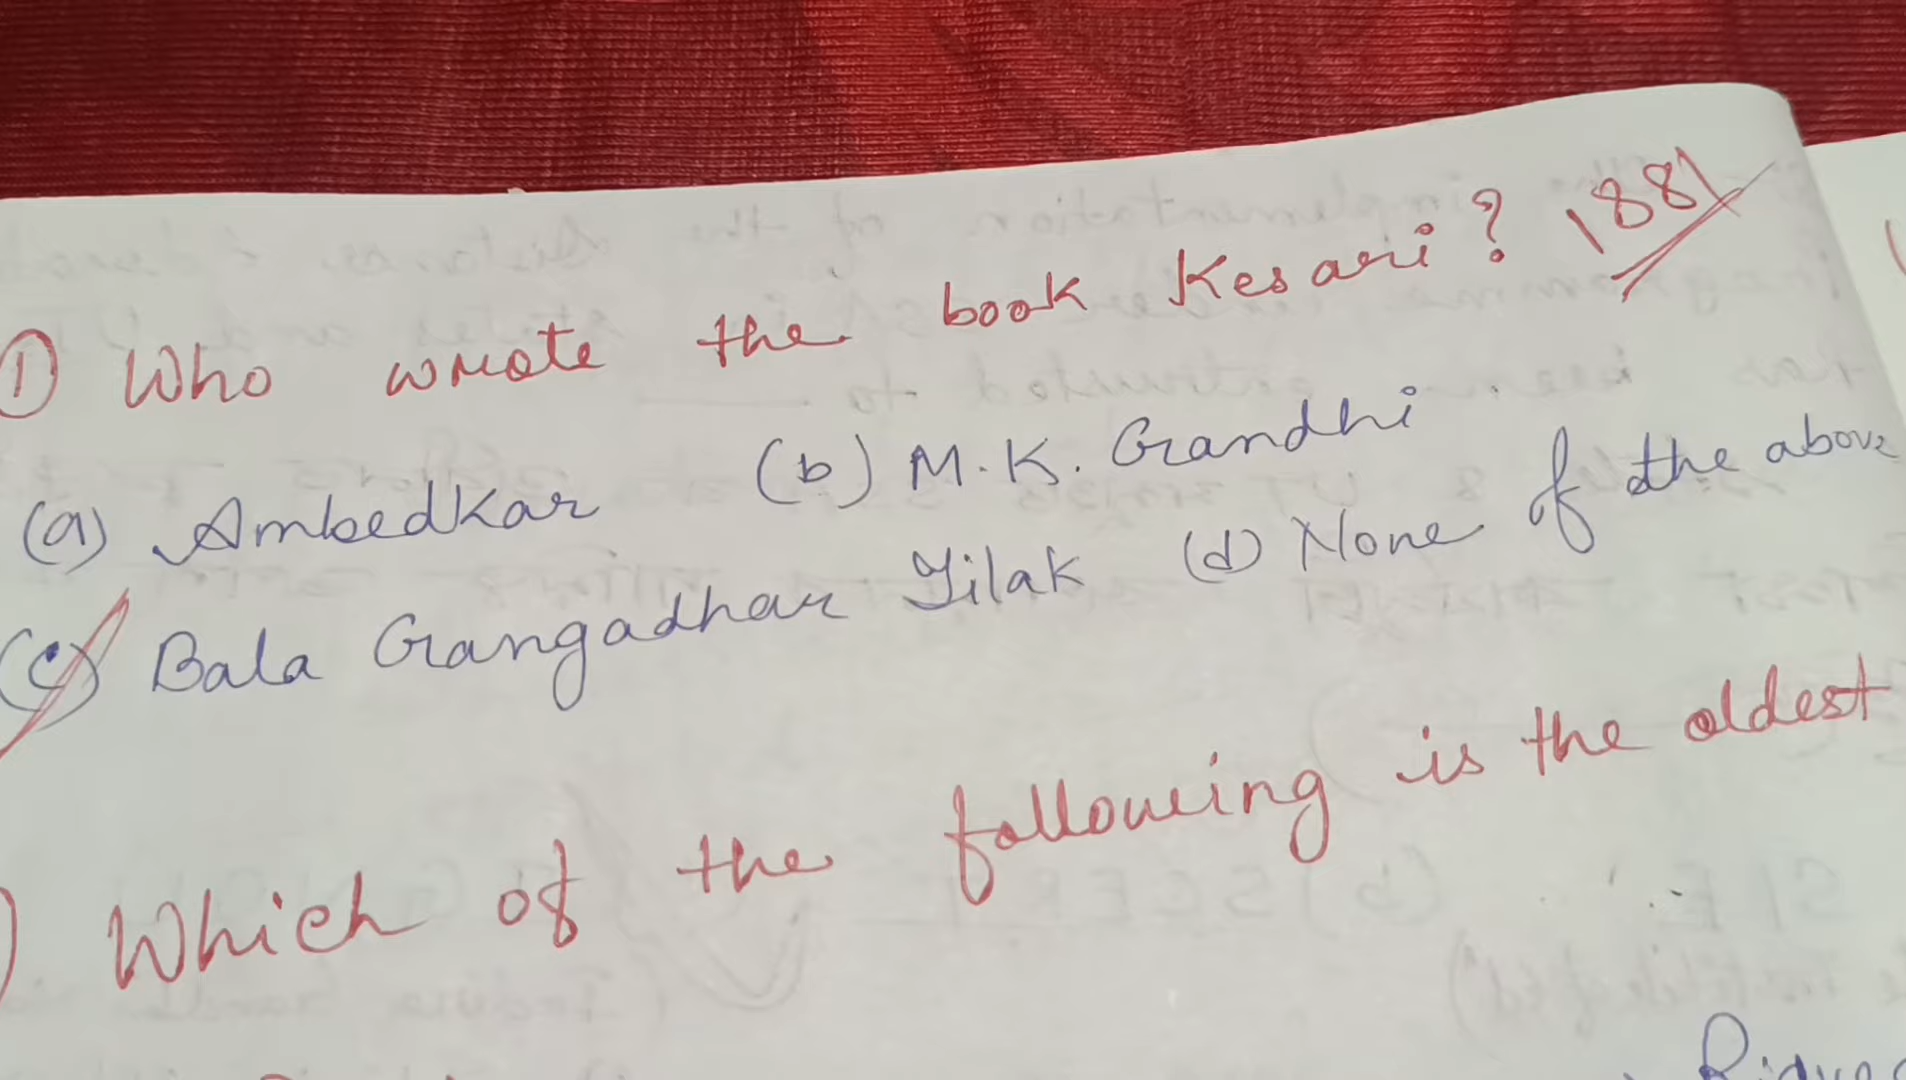 ① Who wrote the book Kesari? 1881
(a) Ambedkar (b) M.K. Gandhi
(c) Bala Gangadhar Tilak (d) None of the above
) Which of the following is the oldest